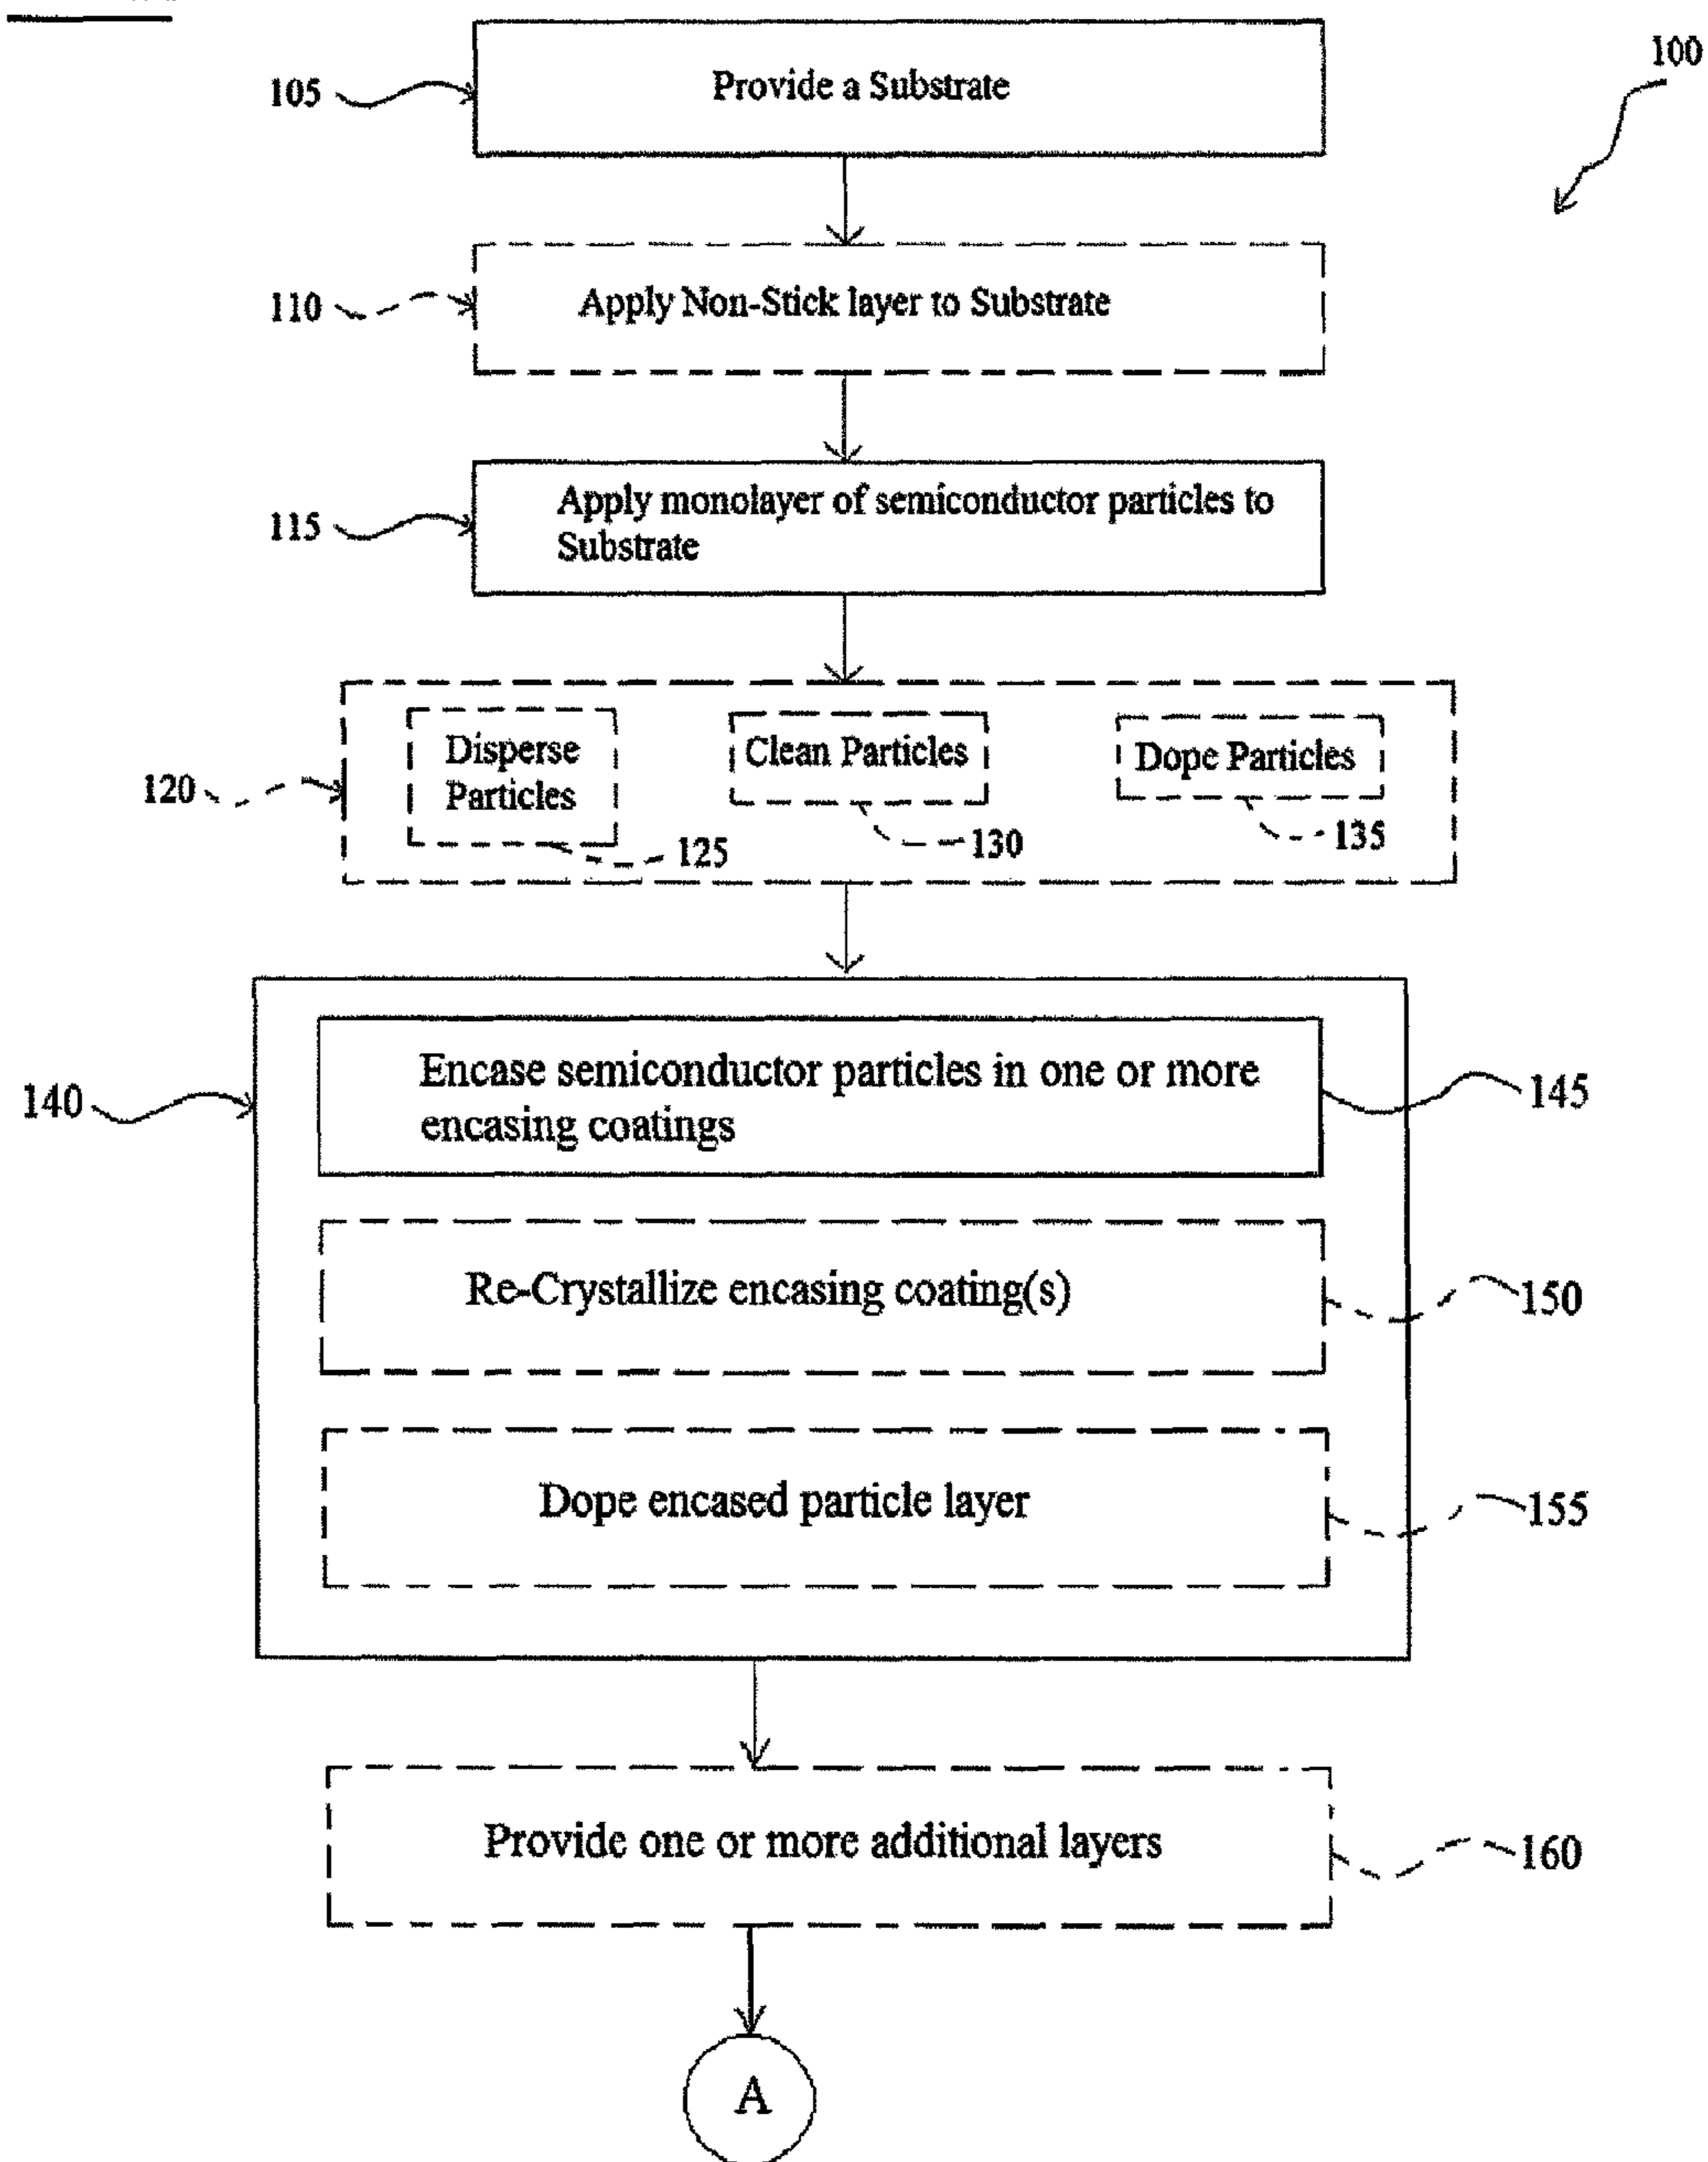 100
105
Provide a Substrate
110
Apply Non-Stick layer to Substrate
115
Apply monolayer of semiconductor particles to
Substrate
120
Disperse
Particles
125
Clean Particles
130
Dope Particles
135
140
Encase semiconductor particles in one or more
encasing coatings
145
Re-Crystallize encasing coating(s)
150
Dope encased particle layer
155
Provide one or more additional layers
160
A